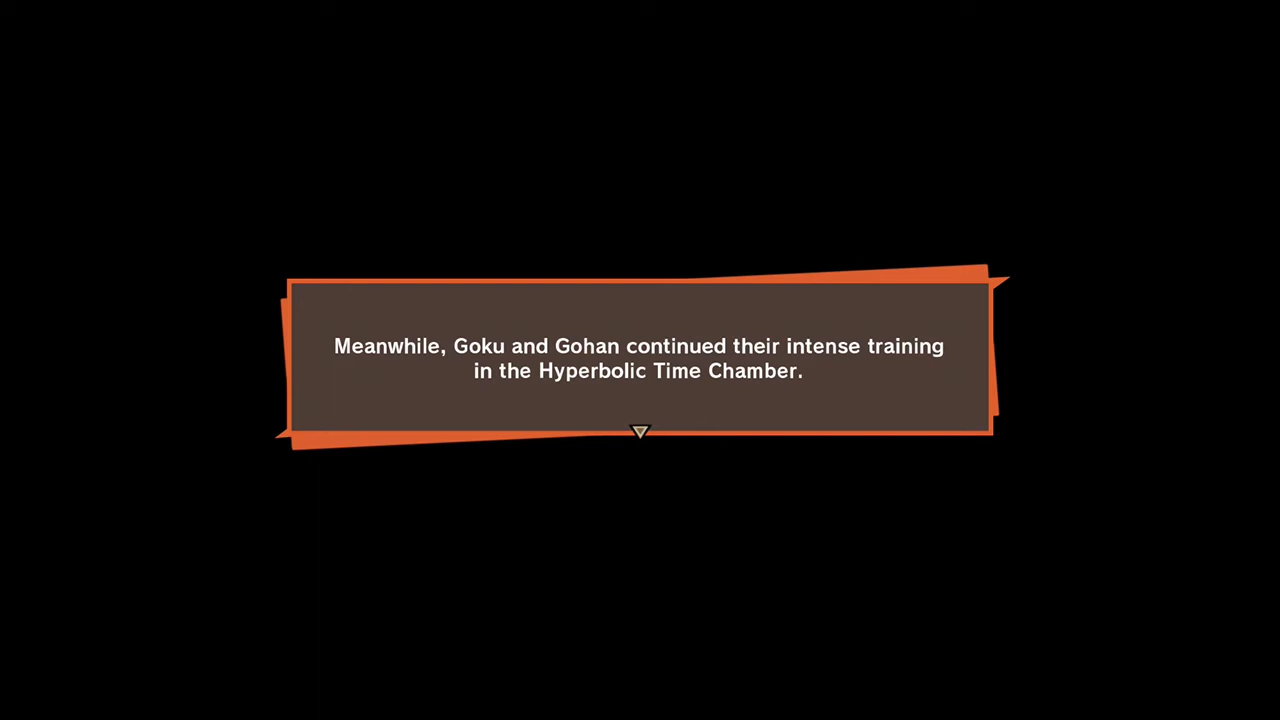 Meanwhile, Goku and Gohan continued their intense training
in the Hyperbolic Time Chamber.